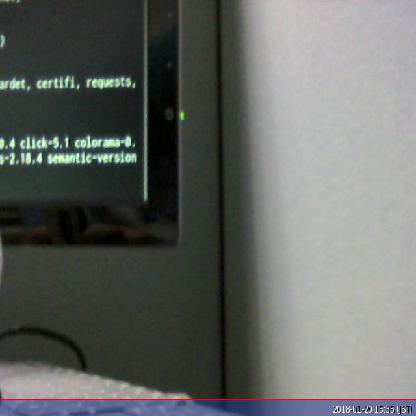 )
ardet, certifi, requests,
0.4 click-5.1 colorama-0.
s-2.18.4 semantic-version